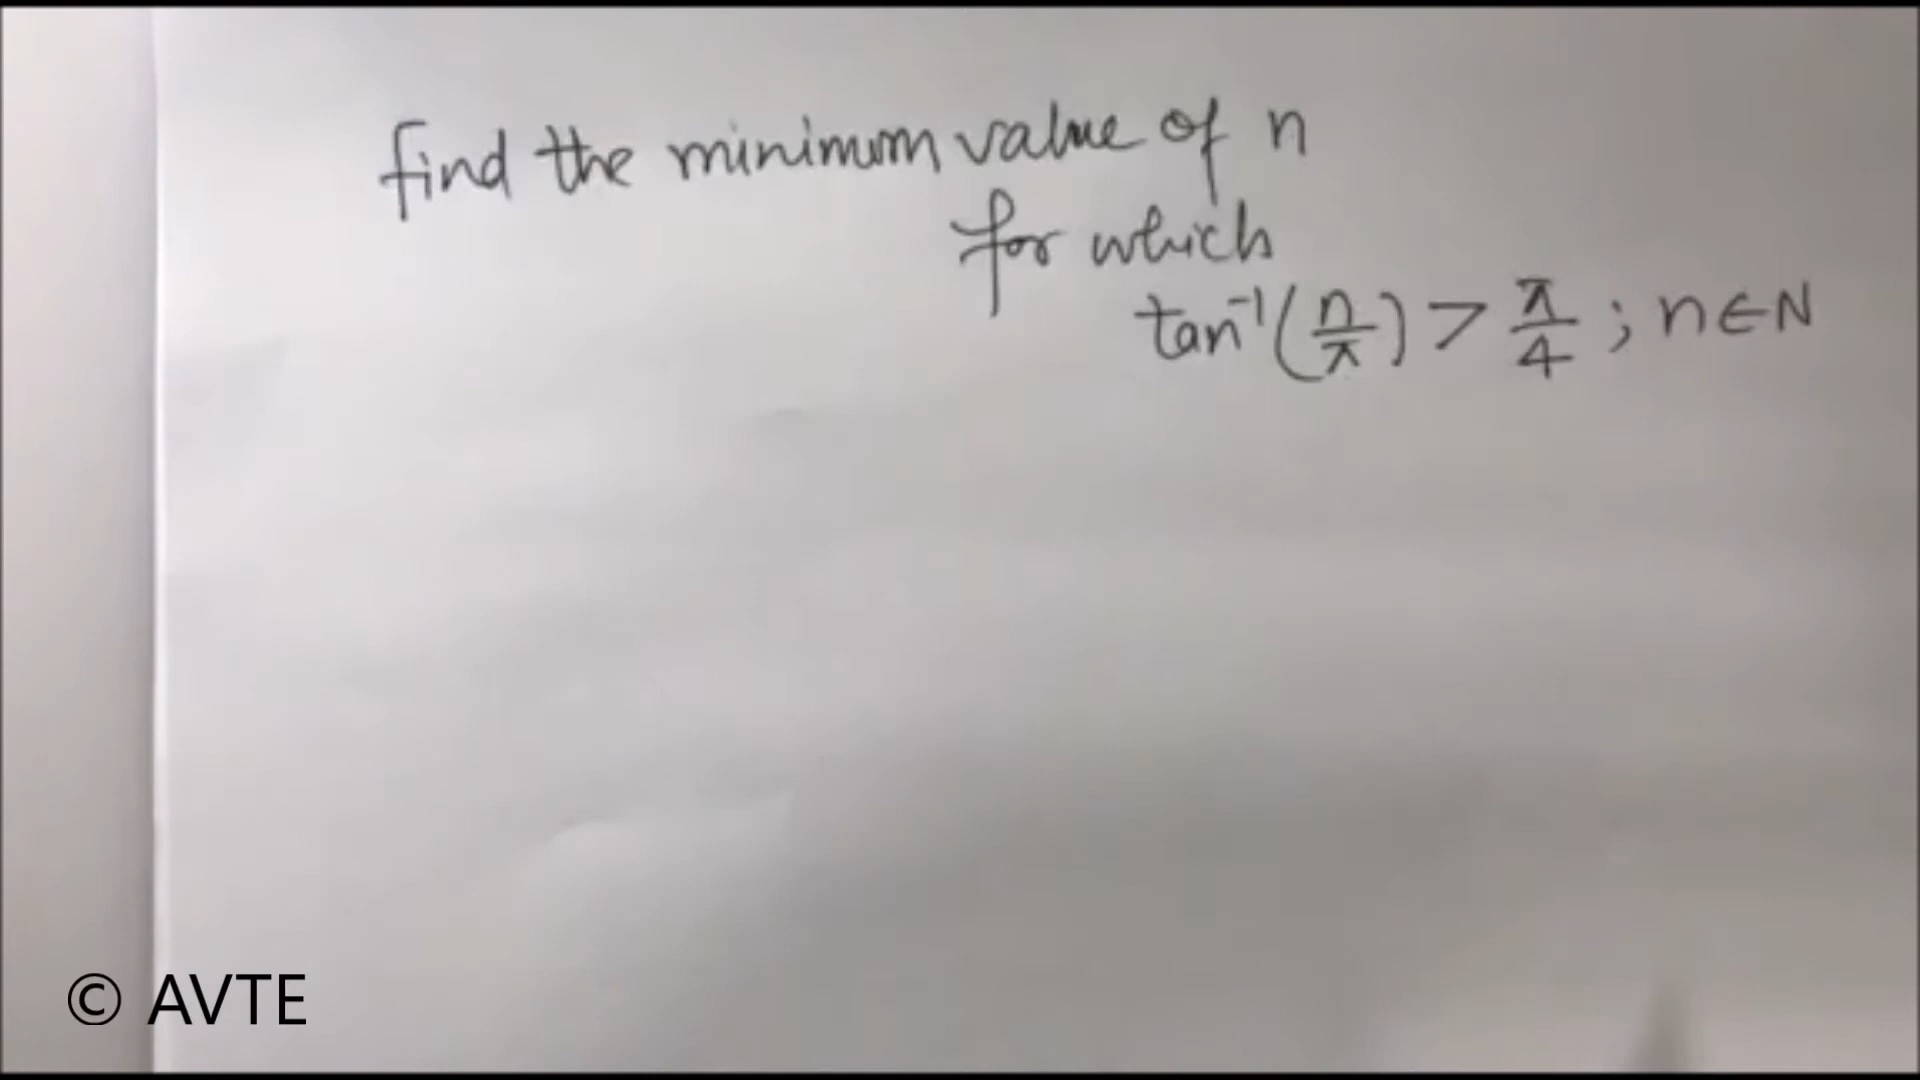 find the minimum value of n
for which
tan⁻¹(n/π) > π/4 ; n∈N
© AVTE